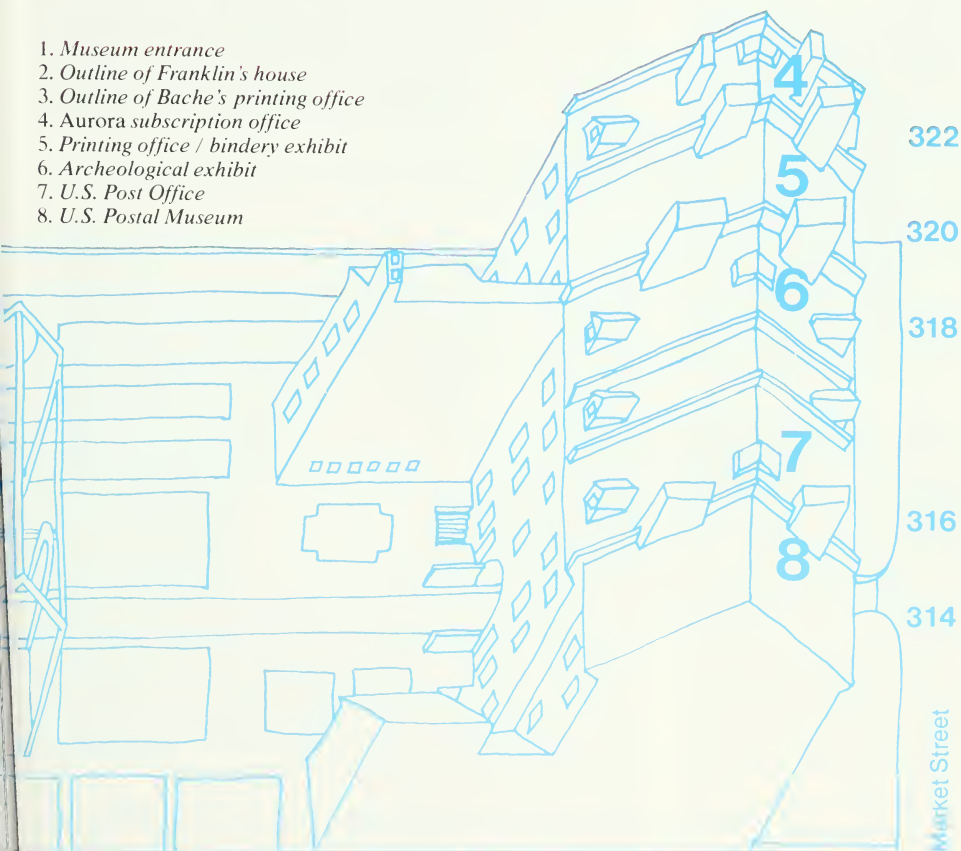 1. Museum entrance
2. Outline of Franklin's house
3. Outline of Bache's printing office
4. Aurora subscription office
5. Printing office / bindery exhibit
6. Archeological exhibit
7. U.S. Post Office
8. U.S. Postal Museum
4
322
5
320
6
318
7
316
8
314
Market Street